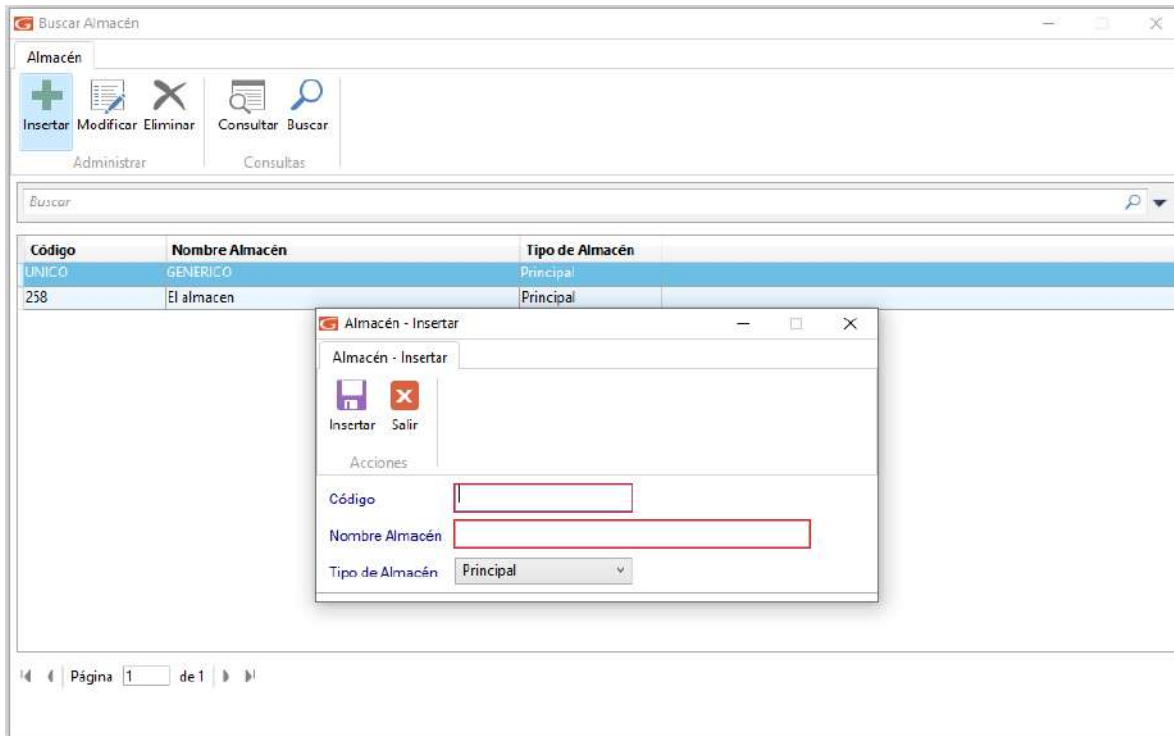 Buscar Almacén
Almacén
Insertar Modificar Eliminar Consultar Buscar
Administrar Consultas
Buscar
Código Nombre Almacén Tipo de Almacén
UNICO GENERICO Principal
258 El almacen Principal
Almacén - Insertar
Almacén - Insertar
Insertar Salir
Acciones
Código
Nombre Almacén
Tipo de Almacén Principal
Página 1 de 1